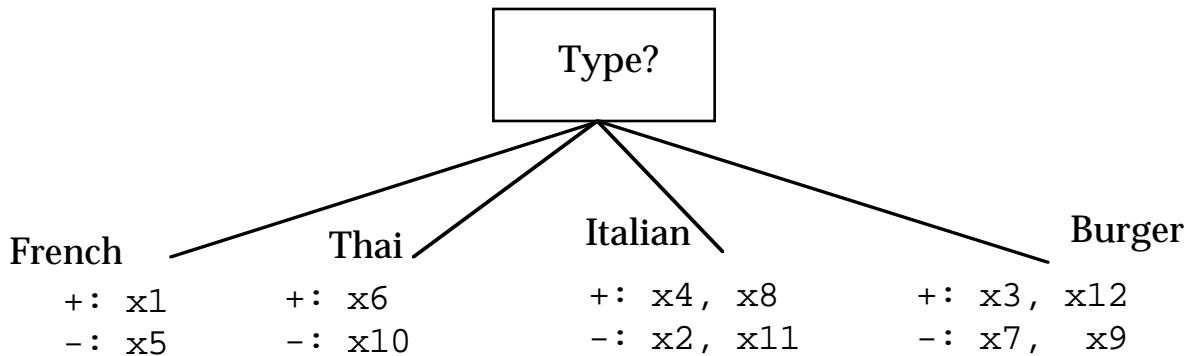 Type?
French
Thai
Italian
Burger
+: x1
-: x5
+: x6
-: x10
+: x4, x8
-: x2, x11
+: x3, x12
-: x7, x9